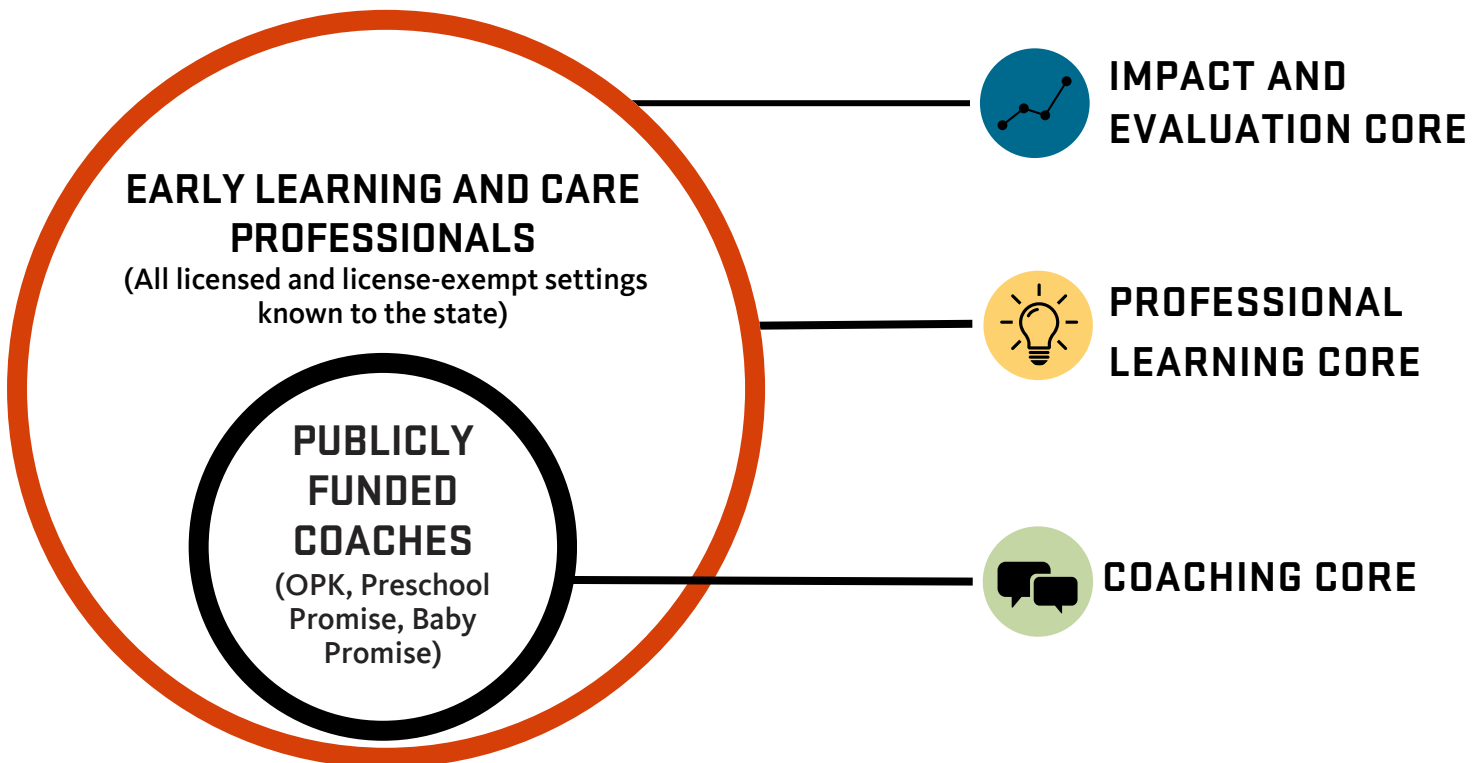 EARLY LEARNING AND CARE
PROFESSIONALS
(All licensed and license-exempt settings
known to the state)
PUBLICLY
FUNDED
COACHES
(OPK, Preschool
Promise, Baby
Promise)
IMPACT AND
EVALUATION CORE
PROFESSIONAL
LEARNING CORE
COACHING CORE